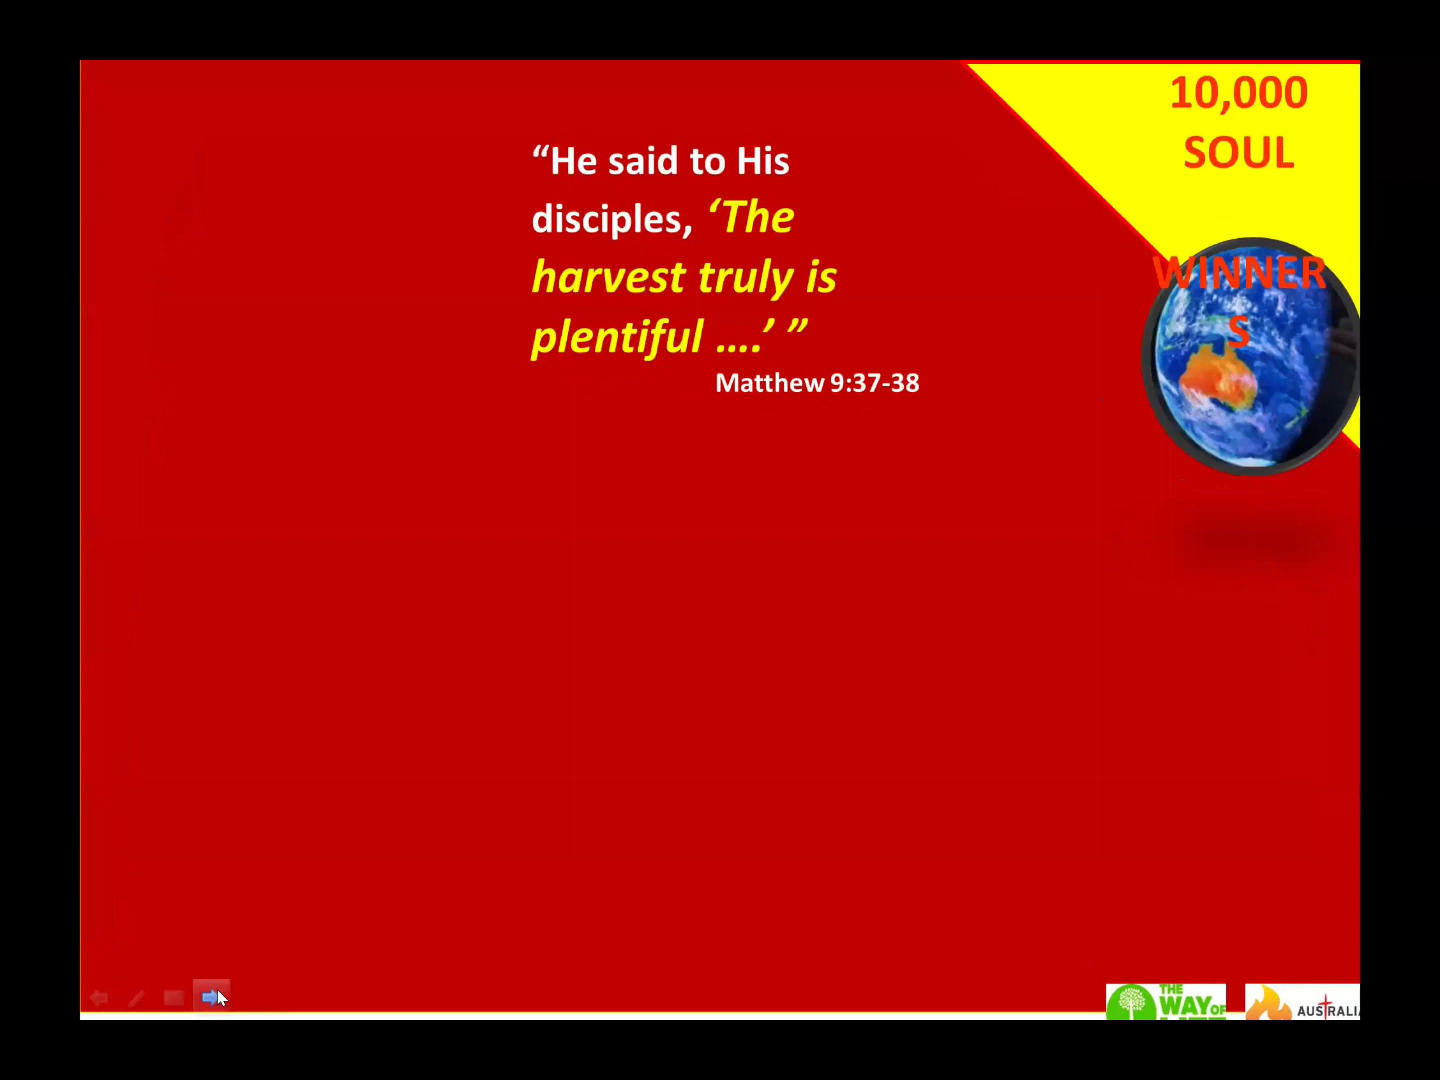 10,000
SOUL
WINNER
S
“He said to His
disciples, ‘The
harvest truly is
plentiful ….’ ”
Matthew 9:37-38
THE
WAY OF
AUSTRALIA